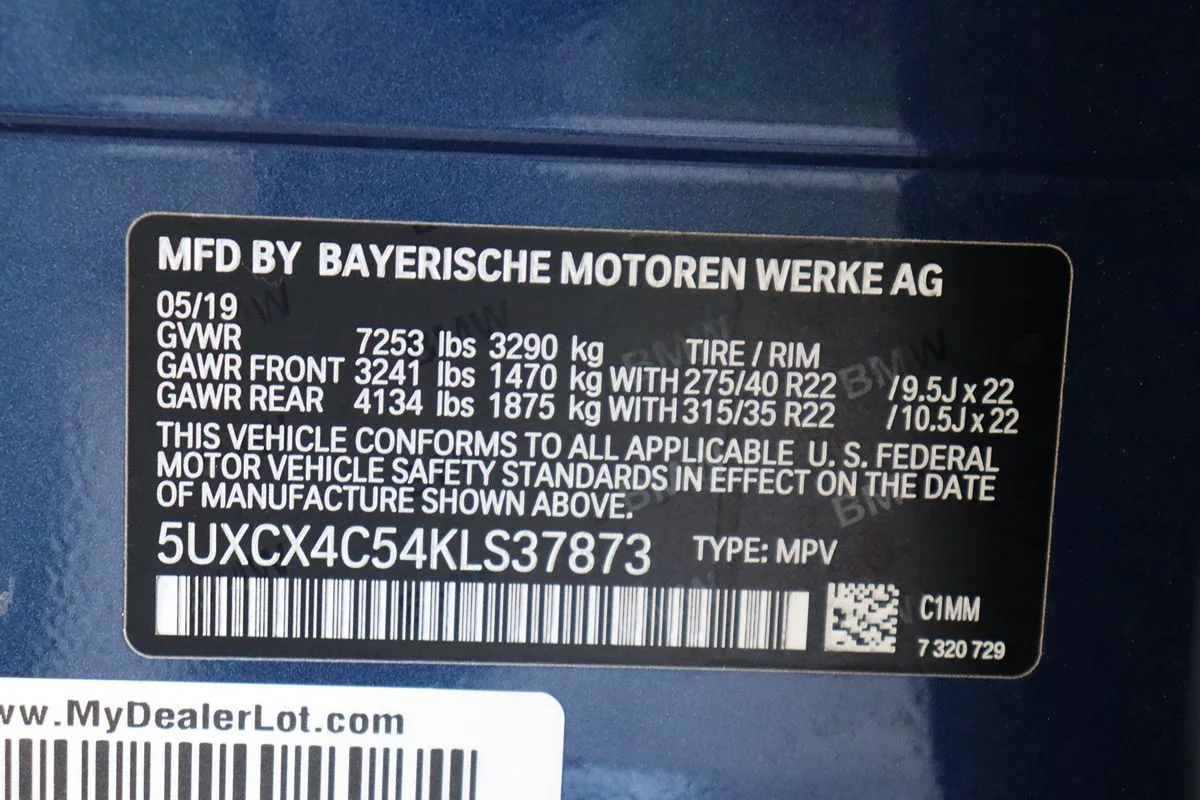 MFD BY BAYERISCHE MOTOREN WERKE AG
05/19
GVWR 7253 lbs 3290 kg TIRE / RIM
GAWR FRONT 3241 lbs 1470 kg WITH 275/40 R22 /9.5J x 22
GAWR REAR 4134 lbs 1875 kg WITH 315/35 R22 /10.5J x 22
THIS VEHICLE CONFORMS TO ALL APPLICABLE U. S. FEDERAL
MOTOR VEHICLE SAFETY STANDARDS IN EFFECT ON THE DATE
OF MANUFACTURE SHOWN ABOVE.
5UXCX4C54KLS37873 TYPE: MPV
C1MM
7 320 729
w.MyDealerLot.com